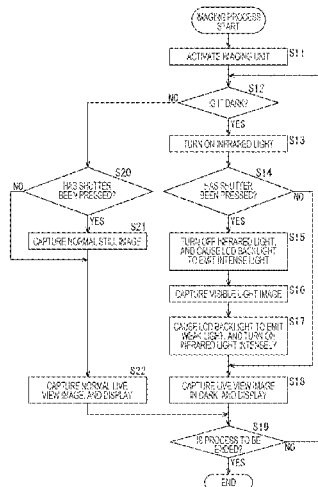 IMAGING PROCESS
START
S11
ACTIVATE IMAGING UNIT
S12
IS IT DARK?
NO
YES
S13
TURN ON INFRARED LIGHT
S20
S14
HAS SHUTTER
BEEN PRESSED?
HAS SHUTTER
BEEN PRESSED?
NO
NO
YES
YES
S21
CAPTURE NORMAL STILL IMAGE
S15
TURN OFF INFRARED LIGHT,
AND CAUSE LCD BACKLIGHT
TO EMIT INTENSE LIGHT
S16
CAPTURE VISIBLE LIGHT IMAGE
S17
CAUSE LCD BACKLIGHT TO EMIT
WEAK LIGHT, AND TURN ON
INFRARED LIGHT INTENSELY
S22
CAPTURE NORMAL LIVE
VIEW IMAGE, AND DISPLAY
S18
CAPTURE LIVE VIEW IMAGE
IN DARK, AND DISPLAY
S19
IS PROCESS TO BE
ENDED?
NO
YES
END